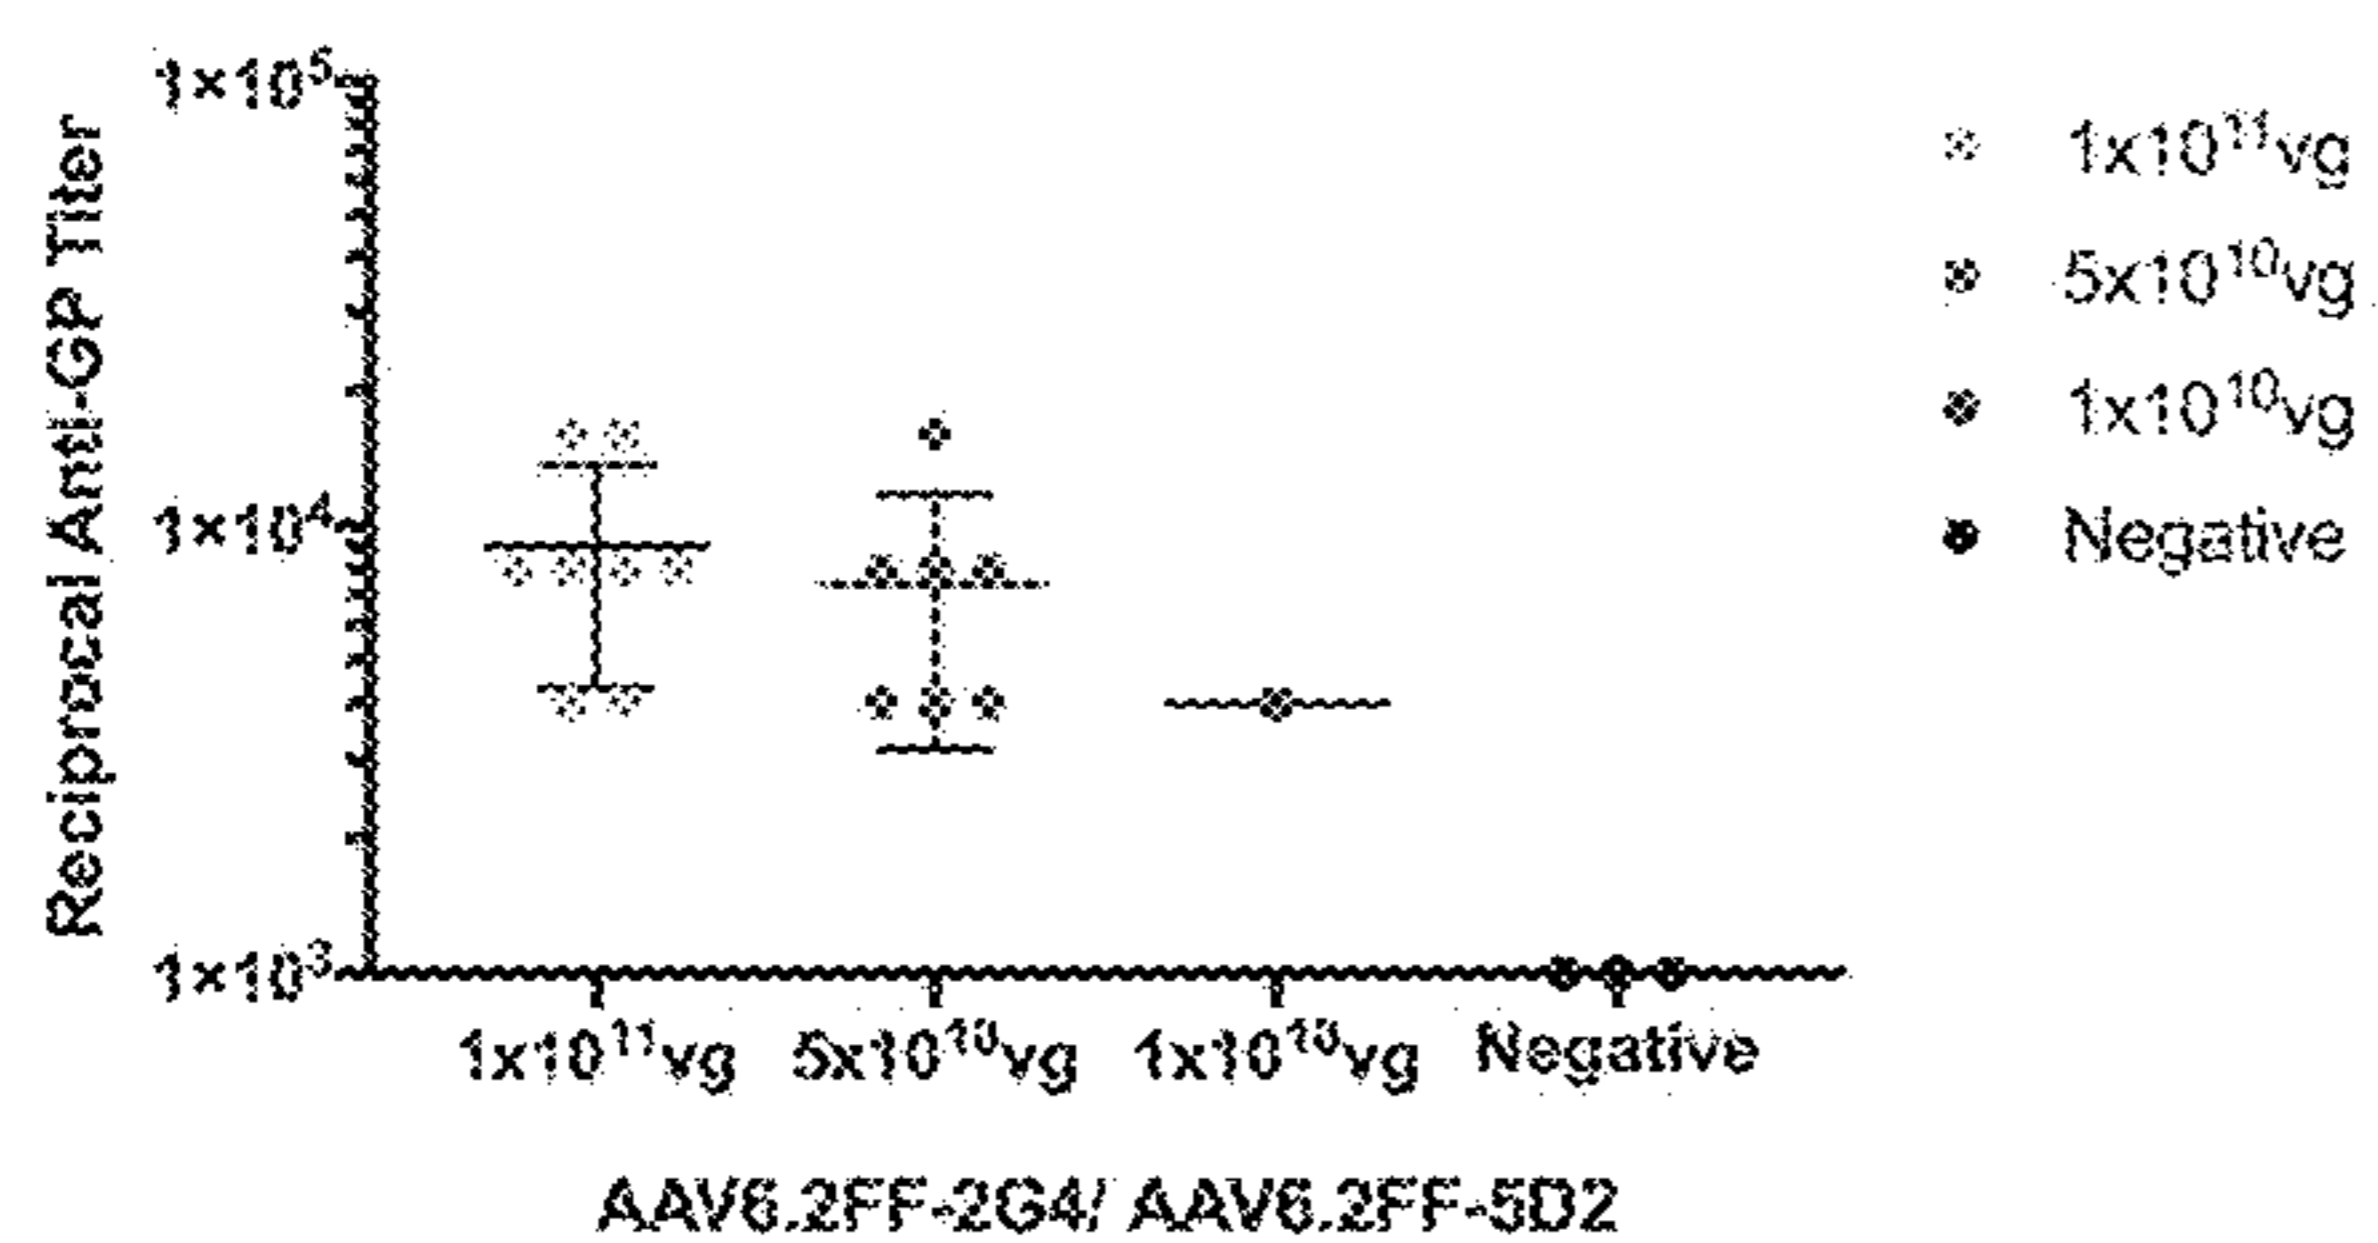 Reciprocal Anti-GP Titer
1×10⁵
1×10⁴
1×10³
1x10¹¹vg
5x10¹⁰vg
1x10¹⁰vg
Negative
1x10¹¹vg 5x10¹⁰vg 1x10¹⁰vg Negative
AAV6.2FF-2G4/ AAV6.2FF-5D2